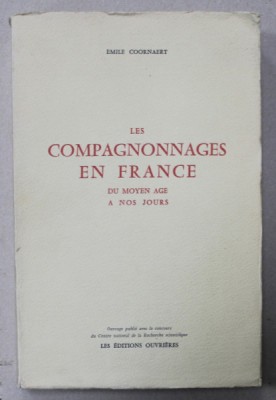 EMILE COORNAERT
LES
COMPAGNONNAGES
EN FRANCE
DU MOYEN AGE
A NOS JOURS
Ouvrage publié avec le concours
du Centre national de la Recherche scientifique
LES ÉDITIONS OUVRIÈRES